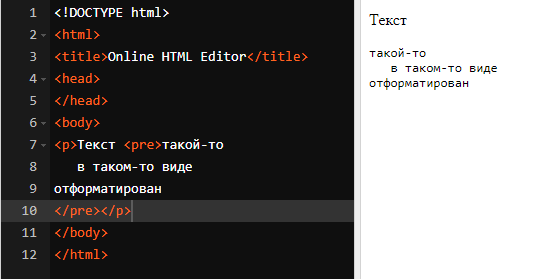 1 <!DOCTYPE html>
2 <html>
3 <title>Online HTML Editor</title>
4 <head>
5 </head>
6 <body>
7 <p>Текст <pre>такой-то
8    в таком-то виде
9 отформатирован
10 </pre></p>
11 </body>
12 </html>
Текст
такой-то
   в таком-то виде
отформатирован